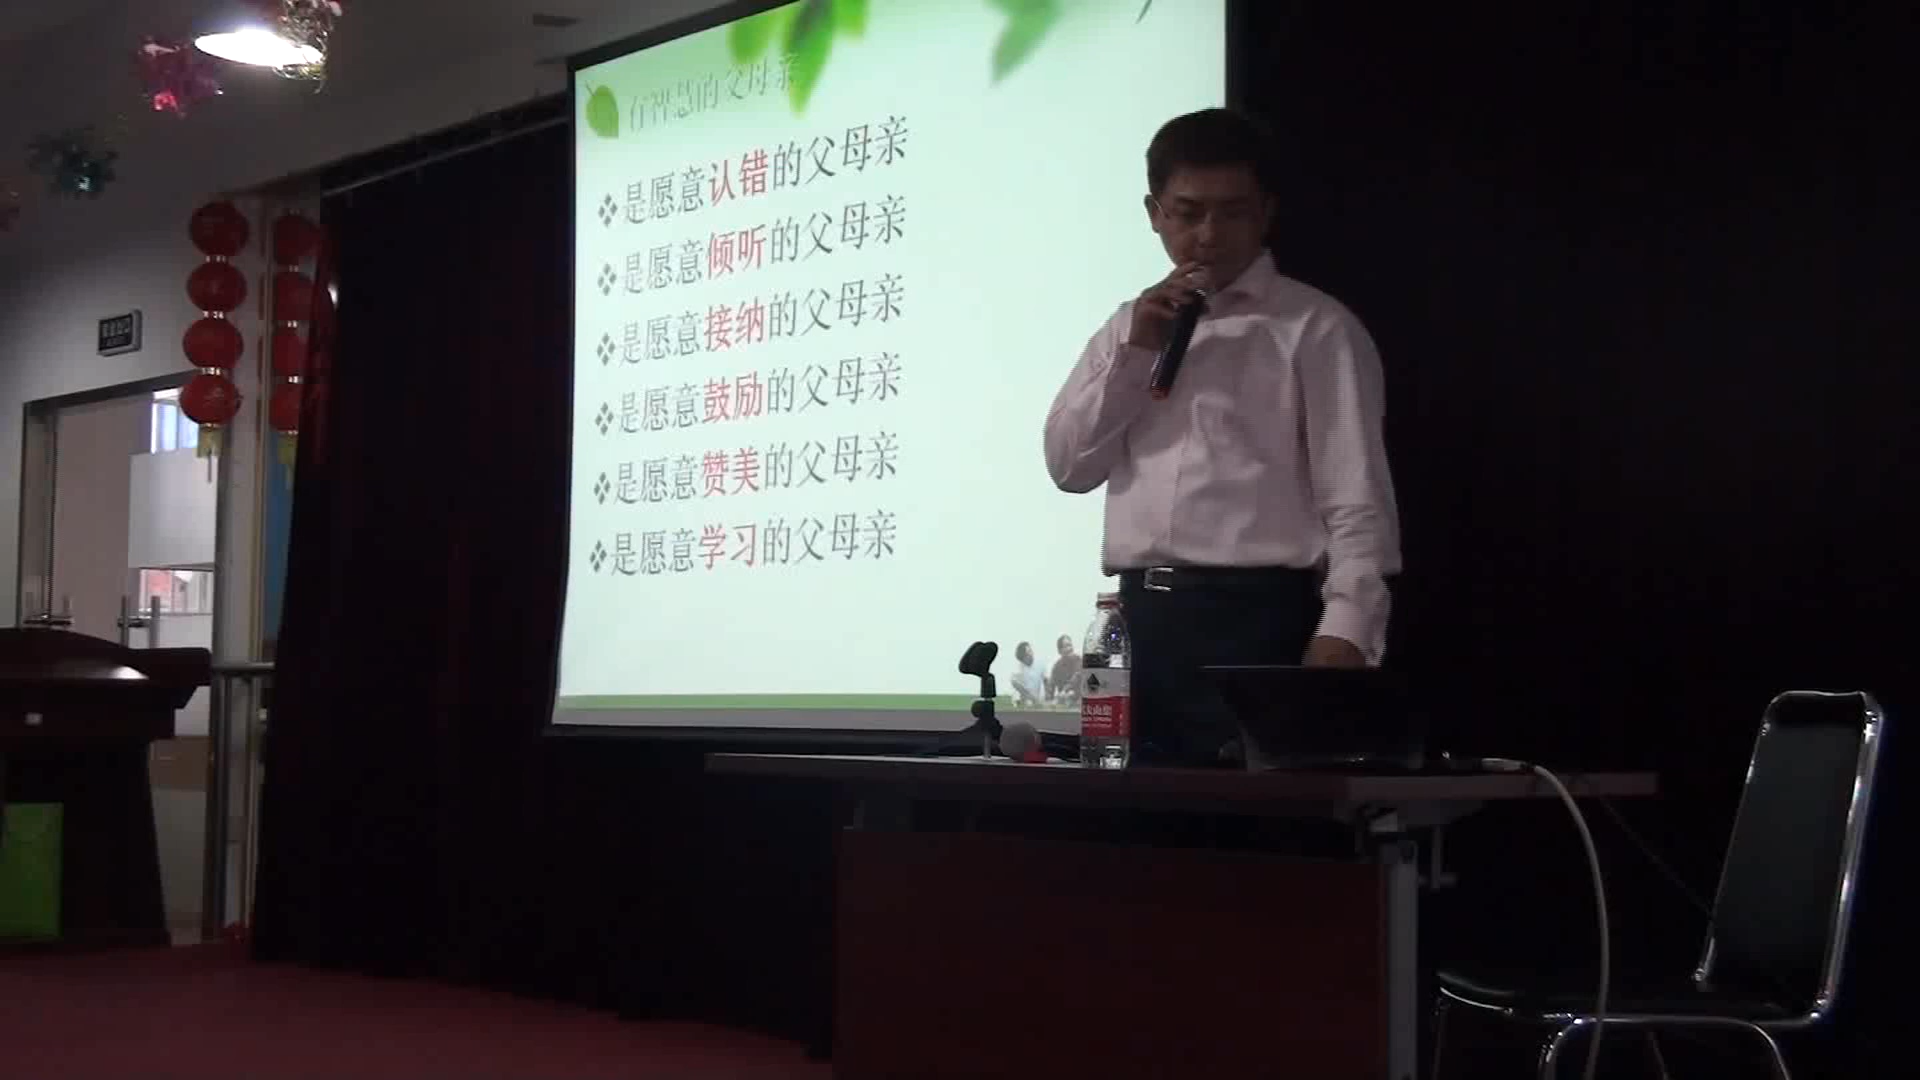 有智慧的父母亲
是愿意认错的父母亲
是愿意倾听的父母亲
是愿意接纳的父母亲
是愿意鼓励的父母亲
是愿意赞美的父母亲
是愿意学习的父母亲